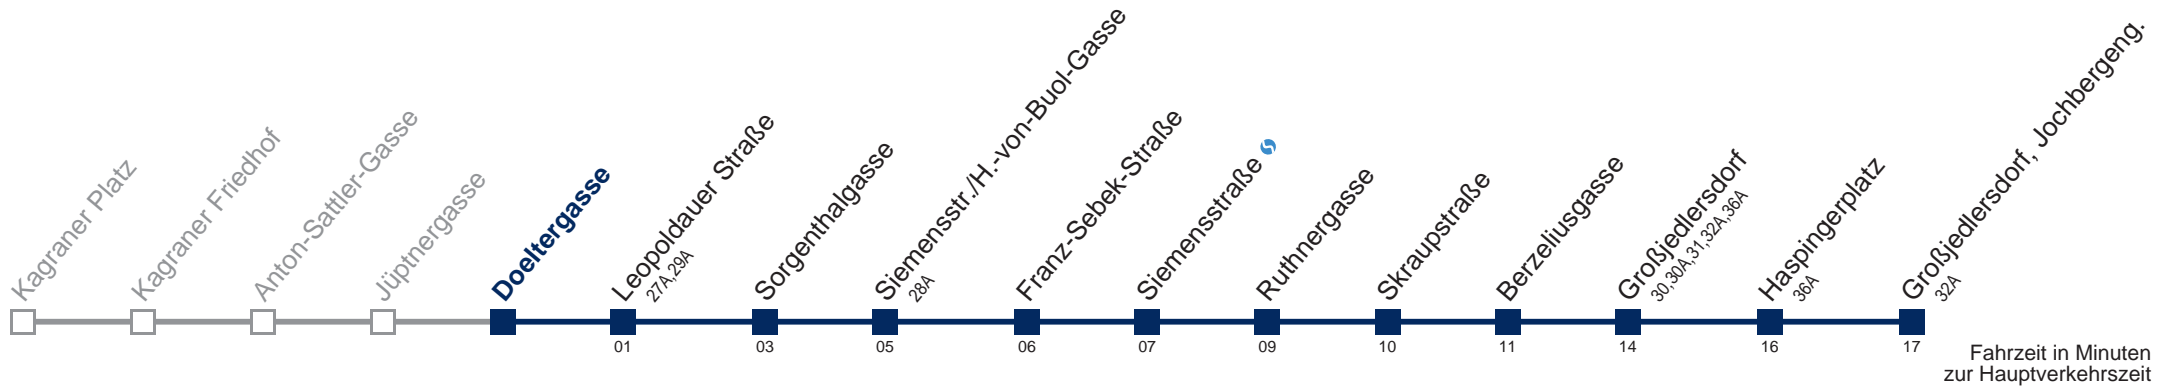 Kagraner Platz
Kagraner Friedhof
Anton-Sattler-Gasse
Jüptnergasse
Doeltergasse
Leopoldauer Straße
27A,29A
Sorgenthalgasse
Siemensstr./H.-von-Buol-Gasse
28A
Franz-Sebek-Straße
Siemensstraße
Ruthnergasse
Skraupstraße
Berzeliusgasse
Großjedlersdorf
30,30A,31,32A,36A
Haspingerplatz
36A
Großjedlersdorf, Jochbergeng.
32A
01
03
05
06
07
09
10
11
14
16
17
Fahrzeit in Minuten
zur Hauptverkehrszeit